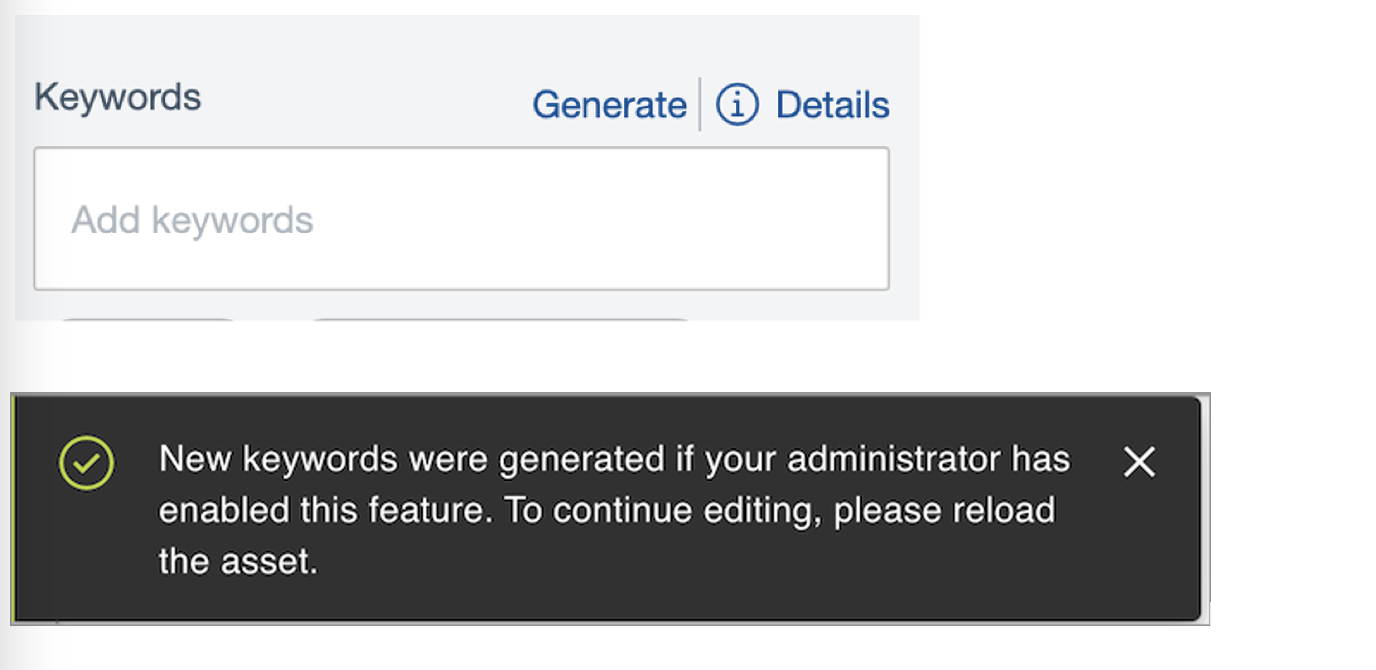 Keywords
Generate
Details
Add keywords
New keywords were generated if your administrator has
enabled this feature. To continue editing, please reload
the asset.